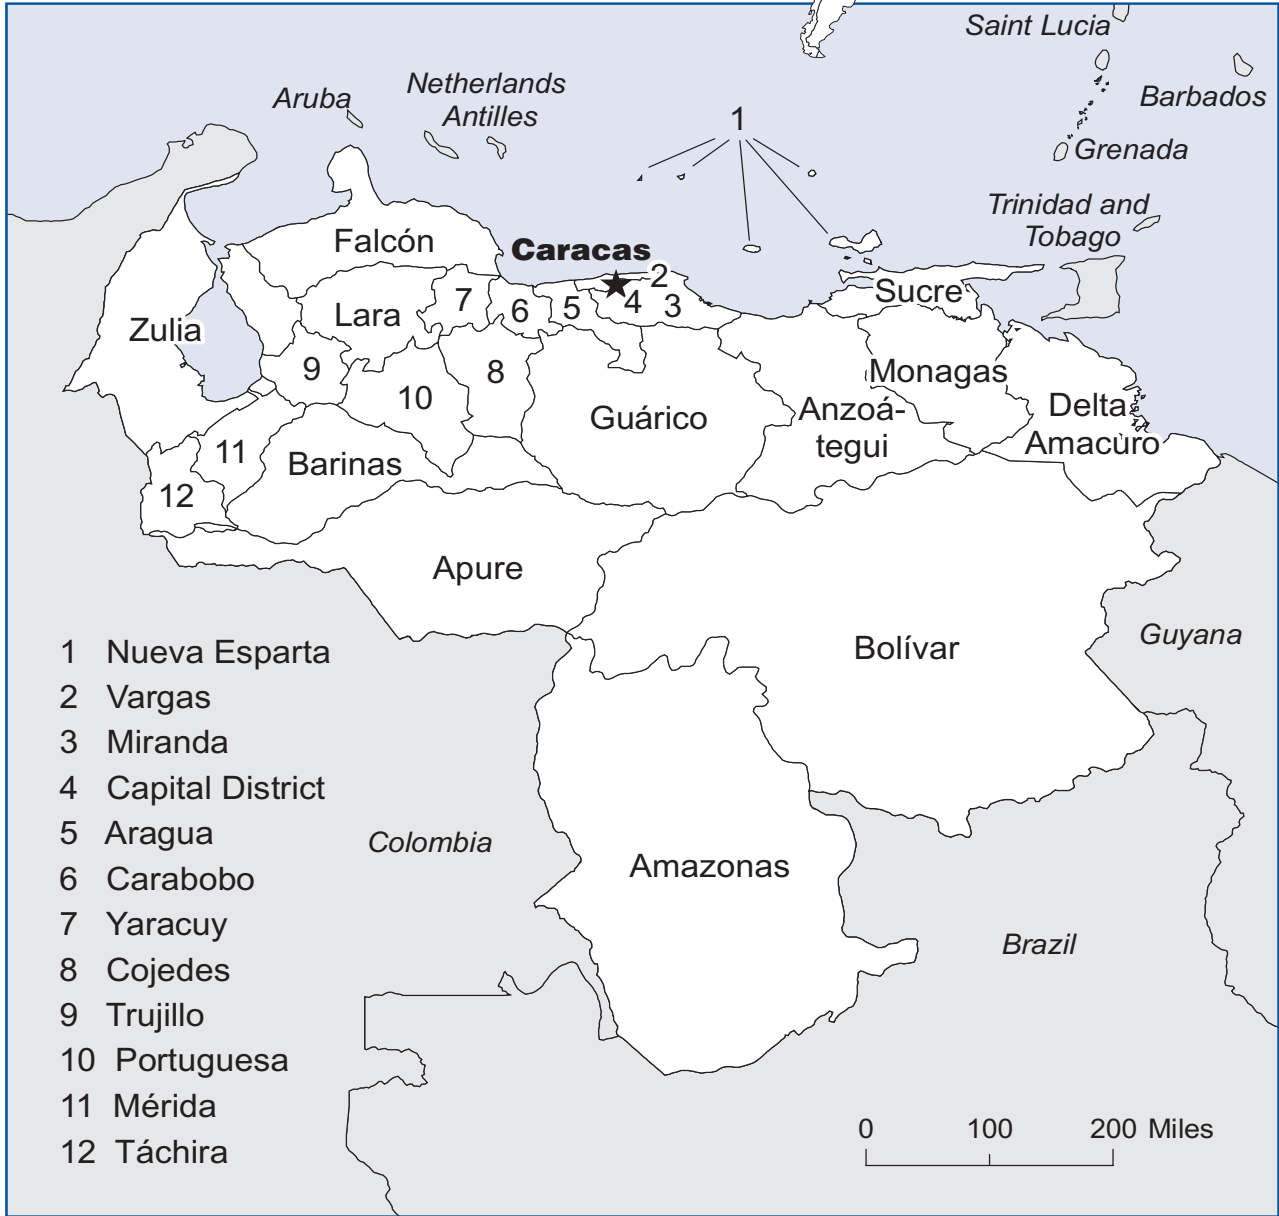 Saint Lucia
Netherlands
Antilles
Aruba
Barbados
1
Grenada
Trinidad and
Tobago
Falcón
Caracas
2
Sucre
7
6
5
4
3
Lara
Zulia
9
8
10
Monagas
Guárico
Anzoá-
tegui
Delta
Amacuro
11
Barinas
12
Apure
Bolívar
Guyana
1 Nueva Esparta
2 Vargas
3 Miranda
4 Capital District
5 Aragua
6 Carabobo
7 Yaracuy
8 Cojedes
9 Trujillo
10 Portuguesa
11 Mérida
12 Táchira
Colombia
Amazonas
Brazil
0 100 200 Miles